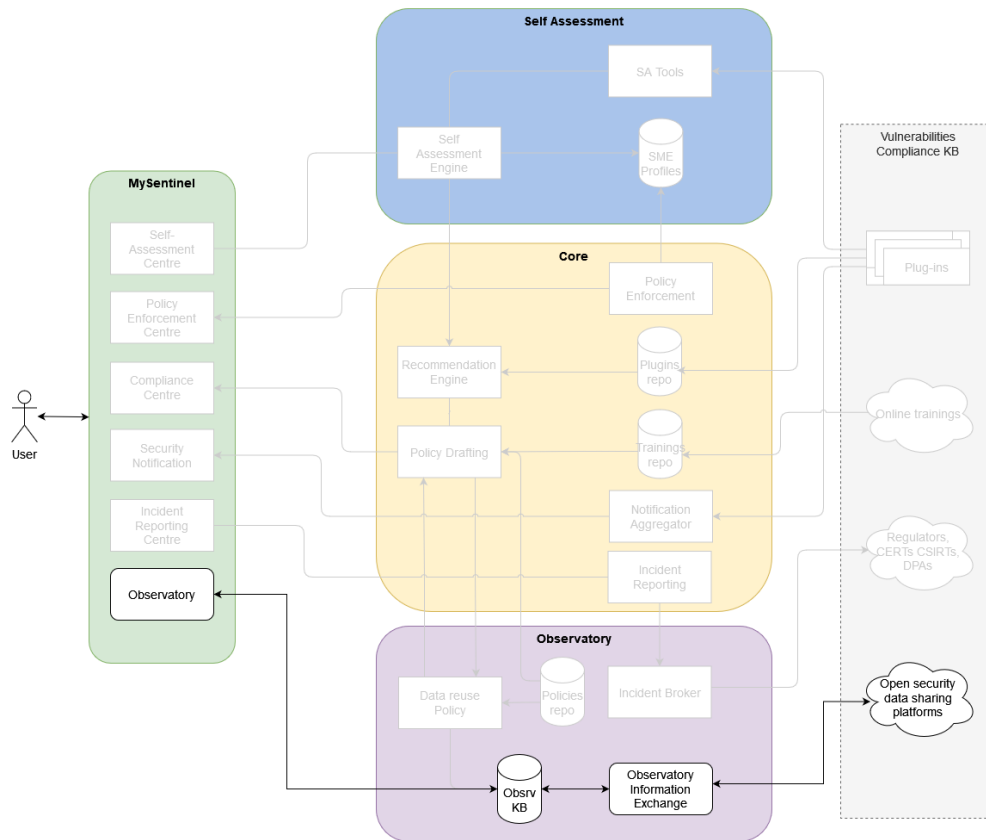 Self Assessment
SA Tools
Self
Assessment
Engine
SME
Profiles
Vulnerabilities
Compliance KB
MySentinel
Self-
Assessment
Centre
Policy
Enforcement
Centre
Compliance
Centre
Security
Notification
Incident
Reporting
Centre
Observatory
User
Core
Policy
Enforcement
Recommendation
Engine
Plugins
repo
Policy Drafting
Trainings
repo
Notification
Aggregator
Incident
Reporting
Plug-ins
Online trainings
Regulators,
CERTs CSIRTs,
DPAs
Open security
data sharing
platforms
Observatory
Data reuse
Policy
Policies
repo
Incident Broker
Obsrv
KB
Observatory
Information
Exchange